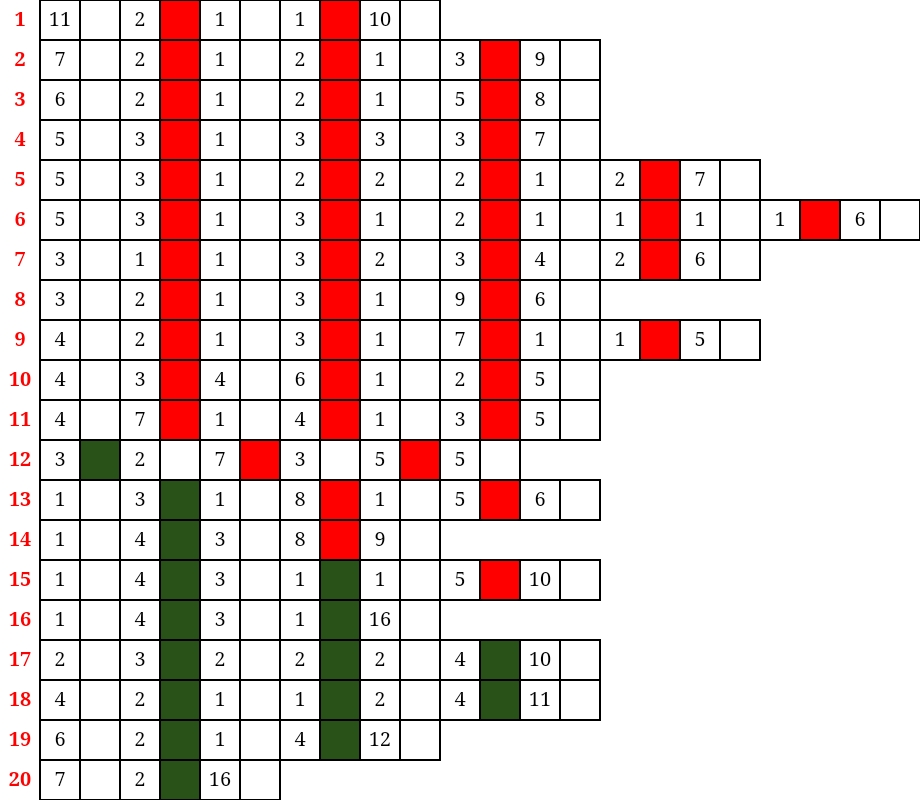 1 11 2 1 1 10
2 7 2 1 2 1 3 9
3 6 2 1 2 1 5 8
4 5 3 1 3 3 3 7
5 5 3 1 2 2 2 1 2 7
6 5 3 1 3 1 2 1 1 1 1 6
7 3 1 1 3 2 3 4 2 6
8 3 2 1 3 1 9 6
9 4 2 1 3 1 7 1 1 5
10 4 3 4 6 1 2 5
11 4 7 1 4 1 3 5
12 3 2 7 3 5 5
13 1 3 1 8 1 5 6
14 1 4 3 8 9
15 1 4 3 1 1 5 10
16 1 4 3 1 16
17 2 3 2 2 2 4 10
18 4 2 1 1 2 4 11
19 6 2 1 4 12
20 7 2 16